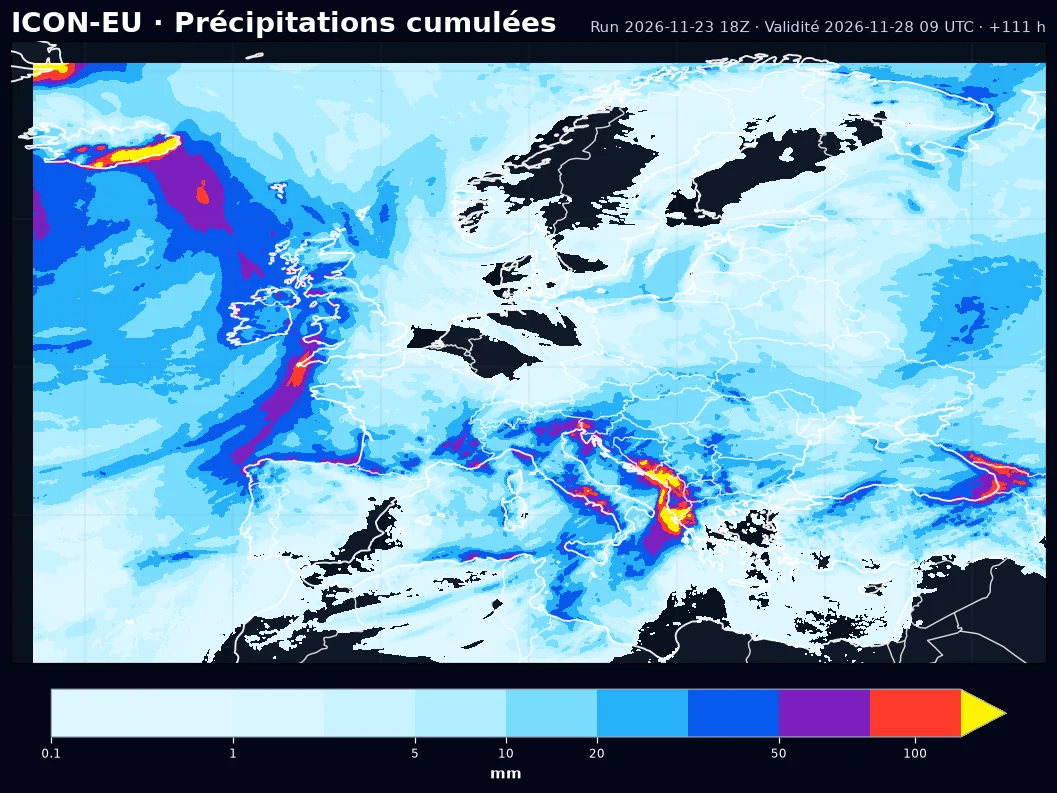 ICON-EU · Précipitations cumulées
Run 2026-11-23 18Z · Validité 2026-11-28 09 UTC · +111 h
0.1 1 5 10 20 50 100
mm